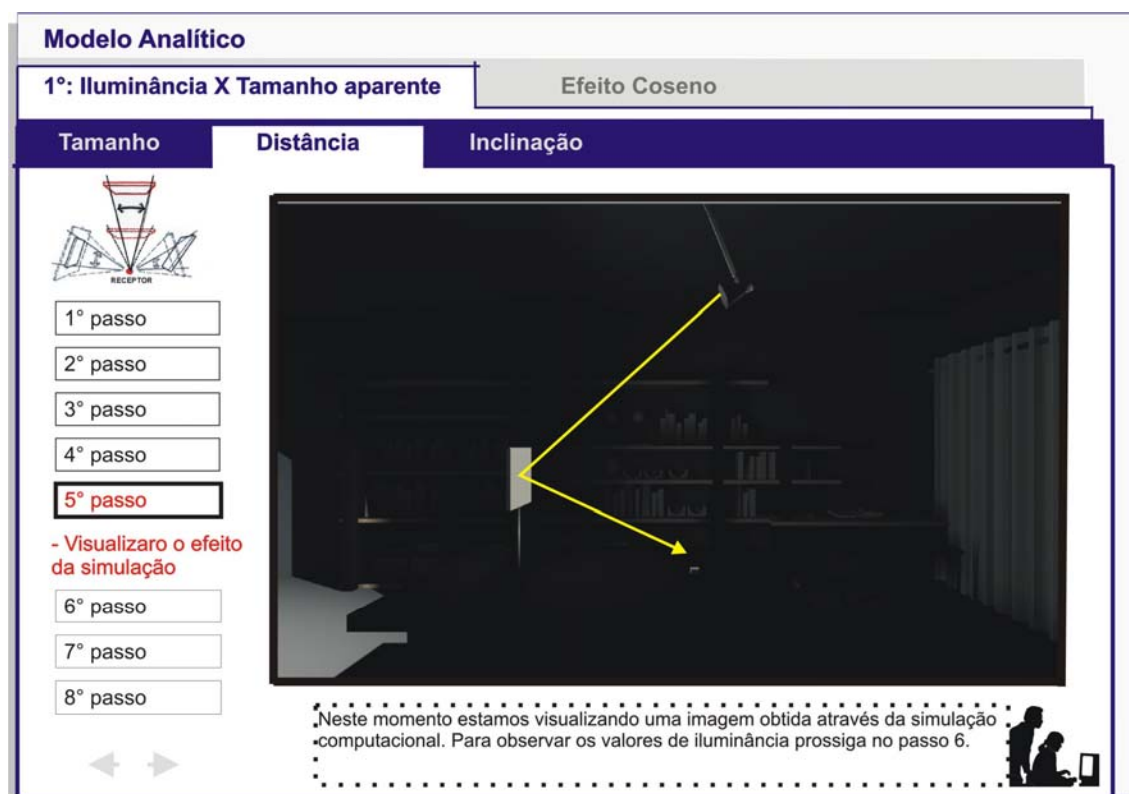 Modelo Analítico
1°: Iluminância X Tamanho aparente
Efeito Coseno
Tamanho
Distância
Inclinação
RECEPTOR
1° passo
2° passo
3° passo
4° passo
5° passo
- Visualizaro o efeito
da simulação
6° passo
7° passo
8° passo
Neste momento estamos visualizando uma imagem obtida através da simulação
computacional. Para observar os valores de iluminância prossiga no passo 6.